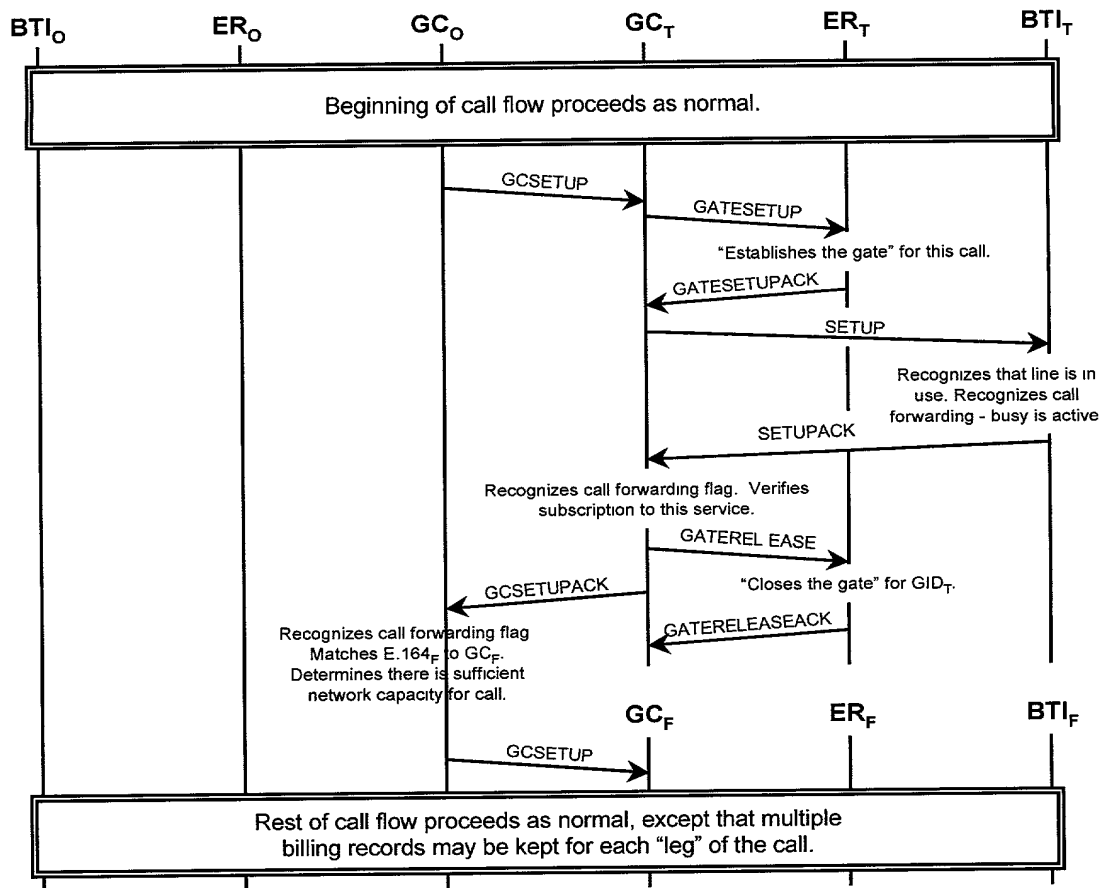 BTIO ERO GCO GCT ERT BTIT
Beginning of call flow proceeds as normal.
GCSETUP
GATESETUP
“Establishes the gate” for this call.
GATESETUPACK
SETUP
Recognizes that line is in
use. Recognizes call
forwarding - busy is active
SETUPACK
Recognizes call forwarding flag. Verifies
subscription to this service.
GATEREL EASE
“Closes the gate” for GIDT.
GCSETUPACK
GATERELEASEACK
Recognizes call forwarding flag
Matches E.164F to GCF.
Determines there is sufficient
network capacity for call.
GCF ERF BTIF
GCSETUP
Rest of call flow proceeds as normal, except that multiple
billing records may be kept for each “leg” of the call.